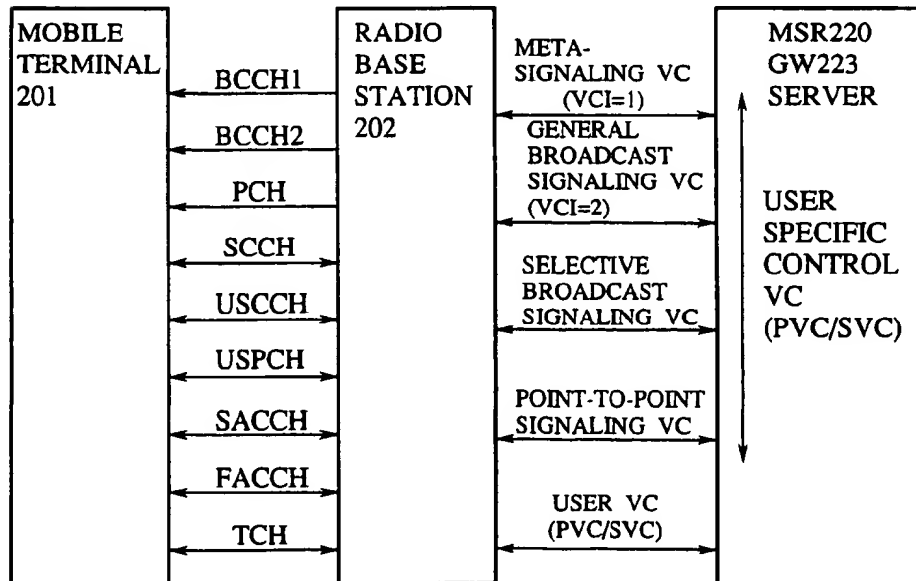 MOBILE
TERMINAL
201
BCCH1
BCCH2
PCH
SCCH
USCCH
USPCH
SACCH
FACCH
TCH
RADIO
BASE
STATION
202
META-
SIGNALING VC
(VCI=1)
GENERAL
BROADCAST
SIGNALING VC
(VCI=2)
SELECTIVE
BROADCAST
SIGNALING VC
POINT-TO-POINT
SIGNALING VC
USER VC
(PVC/SVC)
MSR220
GW223
SERVER
USER
SPECIFIC
CONTROL
VC
(PVC/SVC)